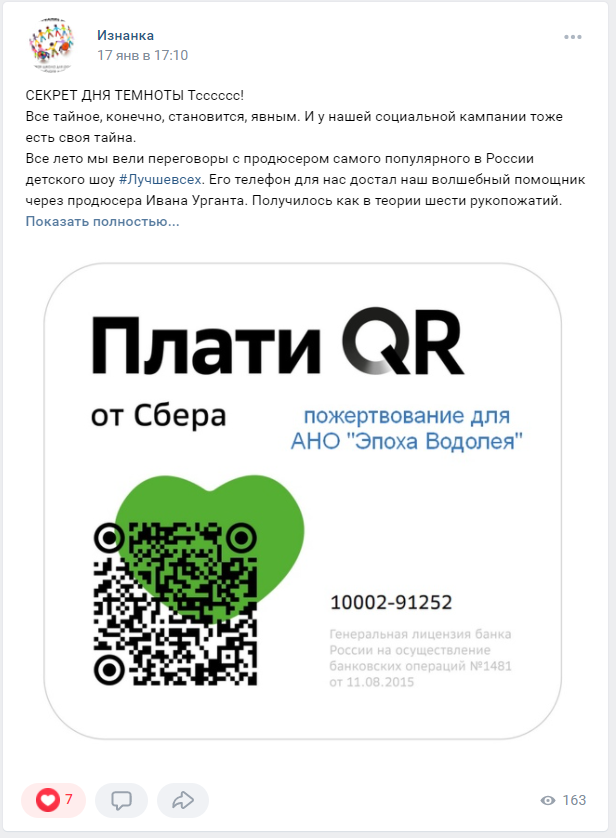 Изнанка
17 янв в 17:10
СЕКРЕТ ДНЯ ТЕМНОТЫ Тсссссс!
Все тайное, конечно, становится, явным. И у нашей социальной кампании тоже
есть своя тайна.
Все лето мы вели переговоры с продюсером самого популярного в России
детского шоу #Лучшевсех. Его телефон для нас достал наш волшебный помощник
через продюсера Ивана Урганта. Получилось как в теории шести рукопожатий.
Показать полностью...
Плати QR
от Сбера
пожертвование для
АНО "Эпоха Водолея"
10002-91252
Генеральная лицензия банка
России на осуществление
банковских операций №1481
от 11.08.2015
7
163